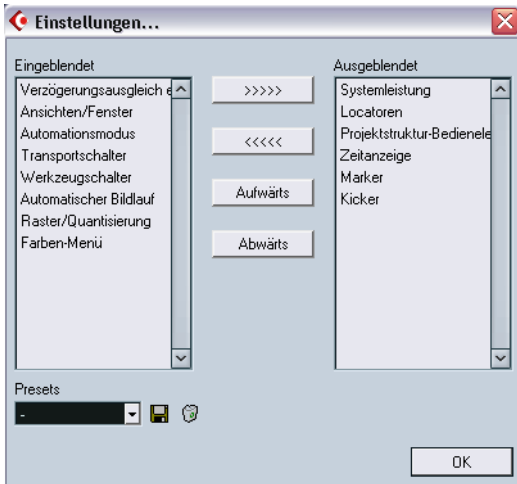 Einstellungen...
Eingeblendet
Verzögerungsausgleich e
Ansichten/Fenster
Automationsmodus
Transportschalter
Werkzeugschalter
Automatischer Bildlauf
Raster/Quantisierung
Farben-Menü
>>>>>
<<<<<
Aufwärts
Abwärts
Ausgeblendet
Systemleistung
Locatoren
Projektstruktur-Bedienele
Zeitanzeige
Marker
Kicker
Presets
-
OK